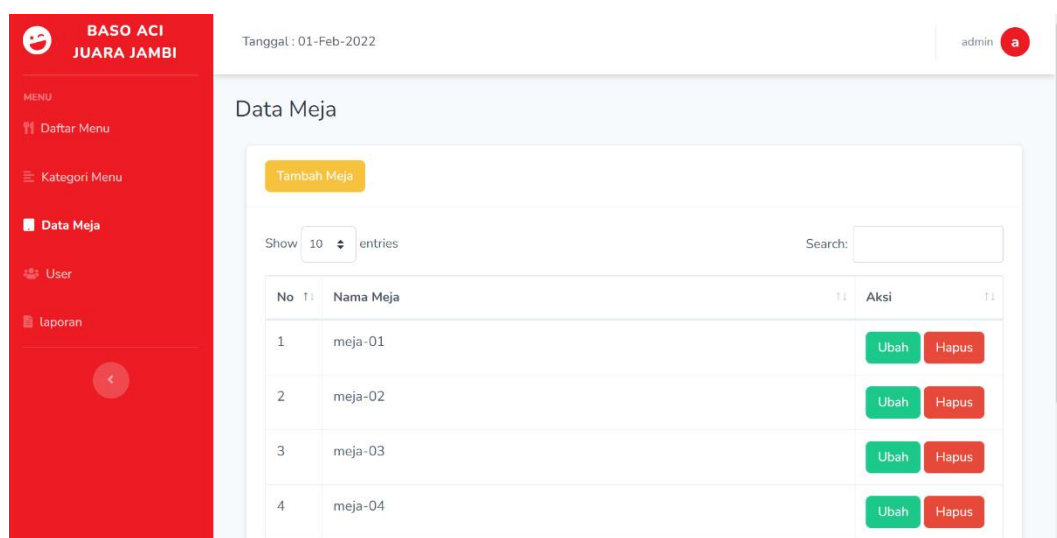 BASO ACI
JUARA JAMBI
Tanggal : 01-Feb-2022
admin a
MENU
Daftar Menu
Kategori Menu
Data Meja
User
laporan
Data Meja
Tambah Meja
Show 10 entries
Search:
No Nama Meja Aksi
1 meja-01 Ubah Hapus
2 meja-02 Ubah Hapus
3 meja-03 Ubah Hapus
4 meja-04 Ubah Hapus